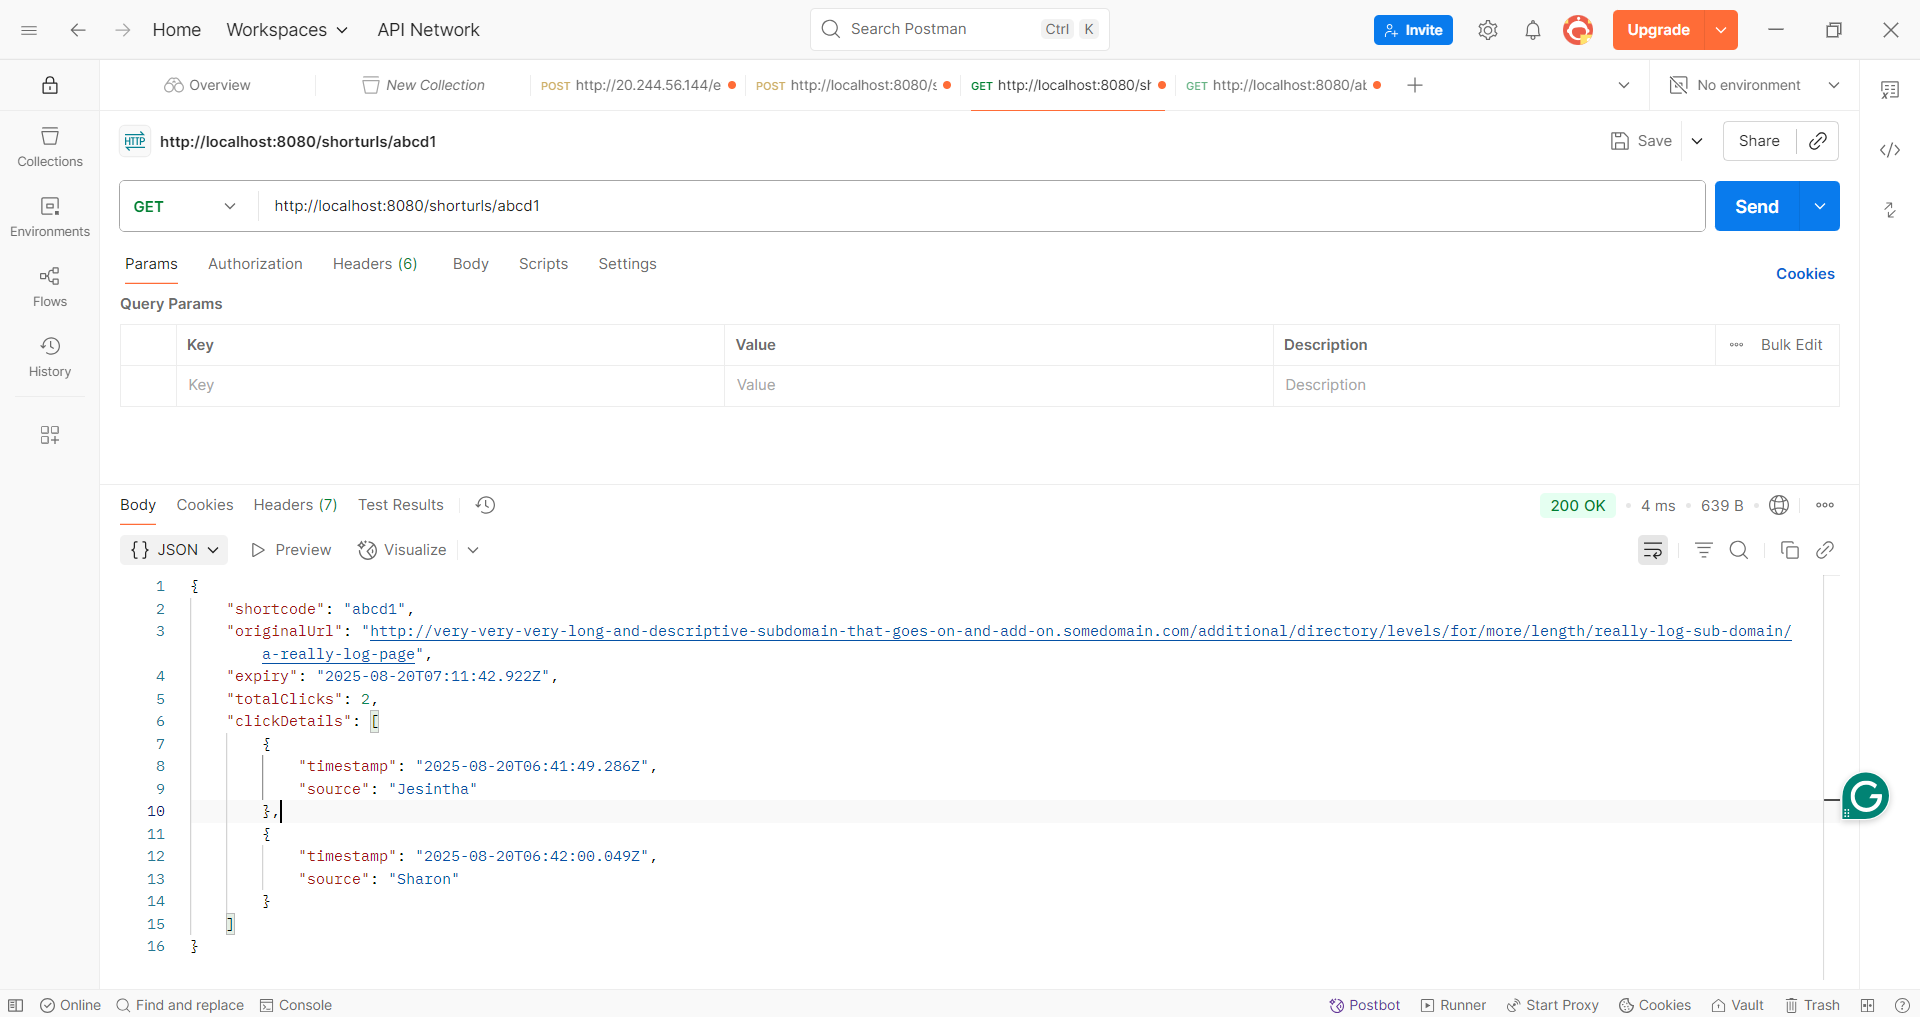 Home Workspaces API Network Search Postman Ctrl K Invite Upgrade
Overview New Collection POST http://20.244.56.144/e POST http://localhost:8080/s GET http://localhost:8080/sh GET http://localhost:8080/ab No environment
HTTP http://localhost:8080/shorturls/abcd1 Save Share
Collections
GET http://localhost:8080/shorturls/abcd1 Send
Environments
Params Authorization Headers (6) Body Scripts Settings Cookies
Flows
Query Params
Key Value Description Bulk Edit
History
Key Value Description
Body Cookies Headers (7) Test Results 200 OK • 4 ms • 639 B
{} JSON Preview Visualize
1 {
2 "shortcode": "abcd1",
3 "originalUrl": "http://very-very-very-long-and-descriptive-subdomain-that-goes-on-and-add-on.somedomain.com/additional/directory/levels/for/more/length/really-log-sub-domain/
a-really-log-page",
4 "expiry": "2025-08-20T07:11:42.922Z",
5 "totalClicks": 2,
6 "clickDetails": [
7 {
8 "timestamp": "2025-08-20T06:41:49.286Z",
9 "source": "Jesintha"
10 },
11 {
12 "timestamp": "2025-08-20T06:42:00.049Z",
13 "source": "Sharon"
14 }
15 ]
16 }
Online Find and replace Console Postbot Runner Start Proxy Cookies Vault Trash